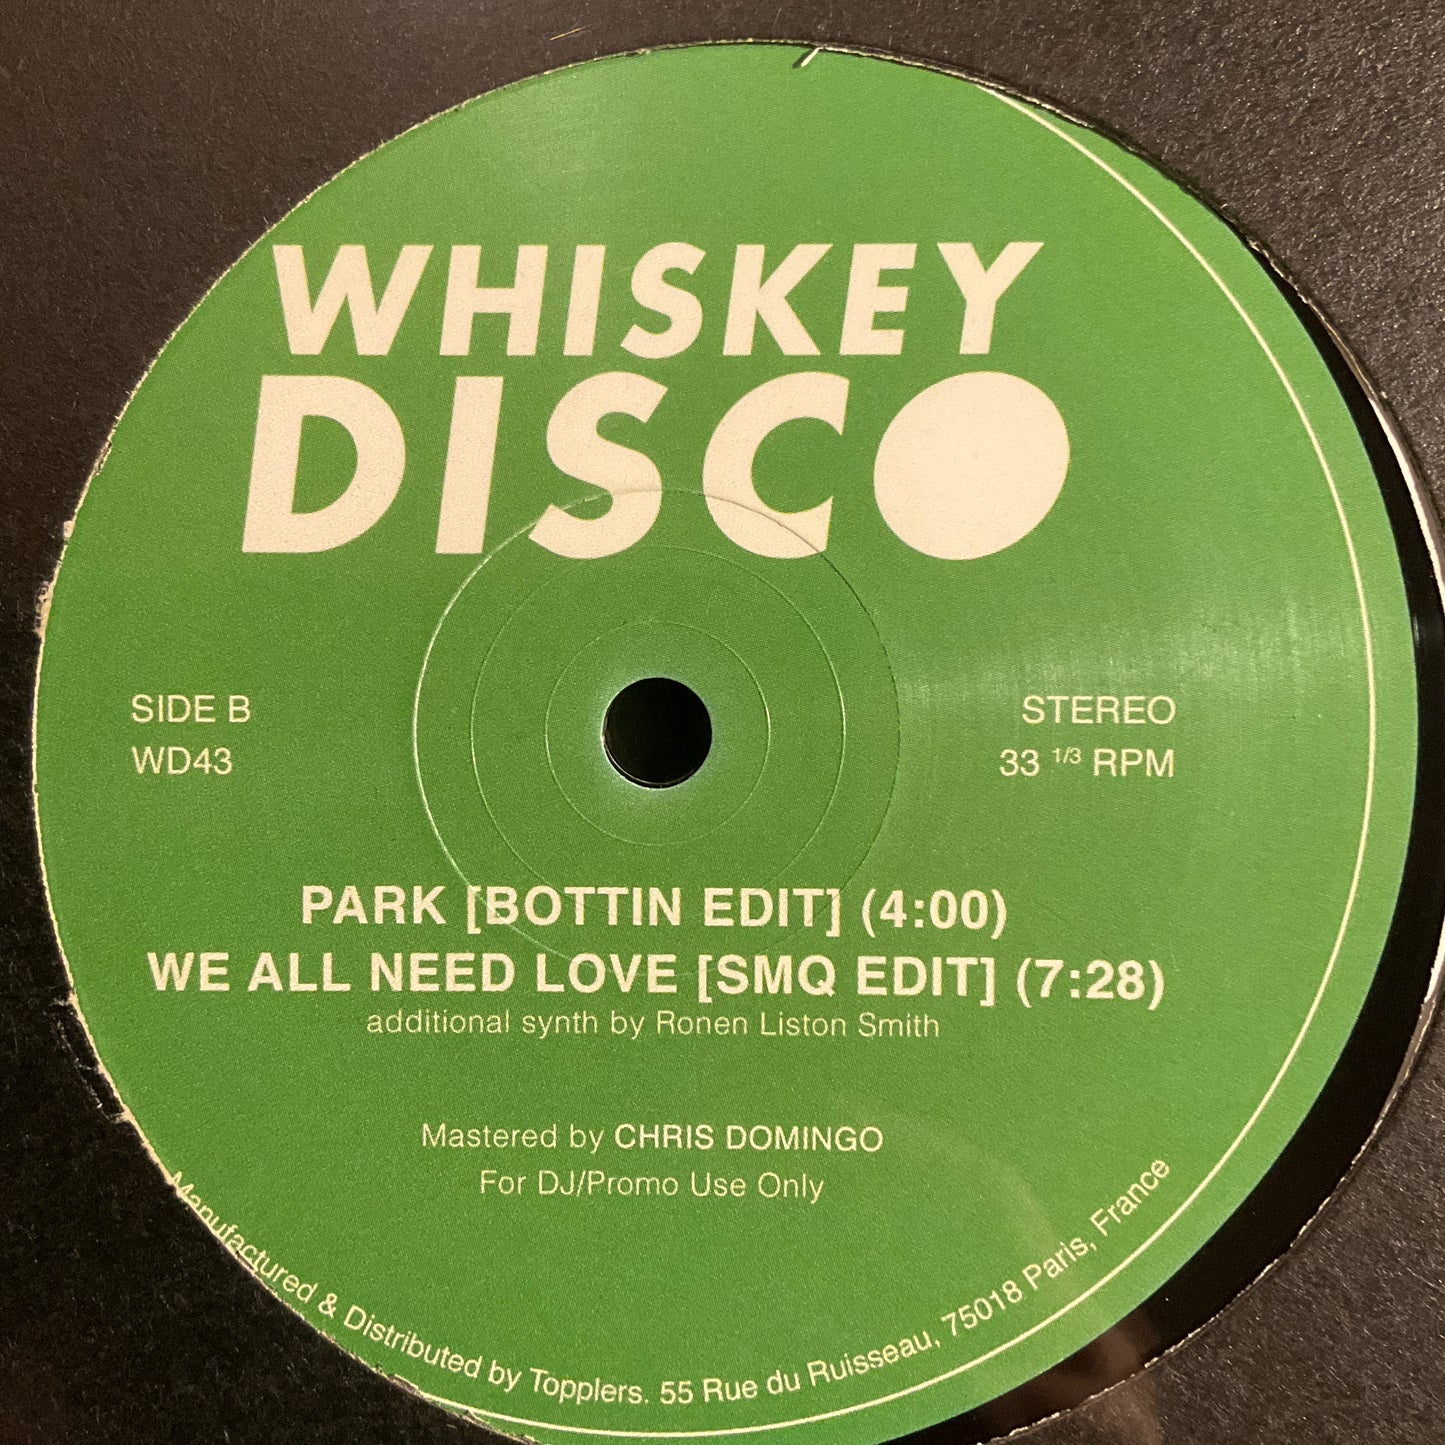 WHISKEY
DISCO
SIDE B
WD43
STEREO
33 1/3 RPM
PARK [BOTTIN EDIT] (4:00)
WE ALL NEED LOVE [SMQ EDIT] (7:28)
additional synth by Ronen Liston Smith
Mastered by CHRIS DOMINGO
For DJ/Promo Use Only
Manufactured & Distributed by Topplers. 55 Rue du Ruisseau, 75018 Paris, France